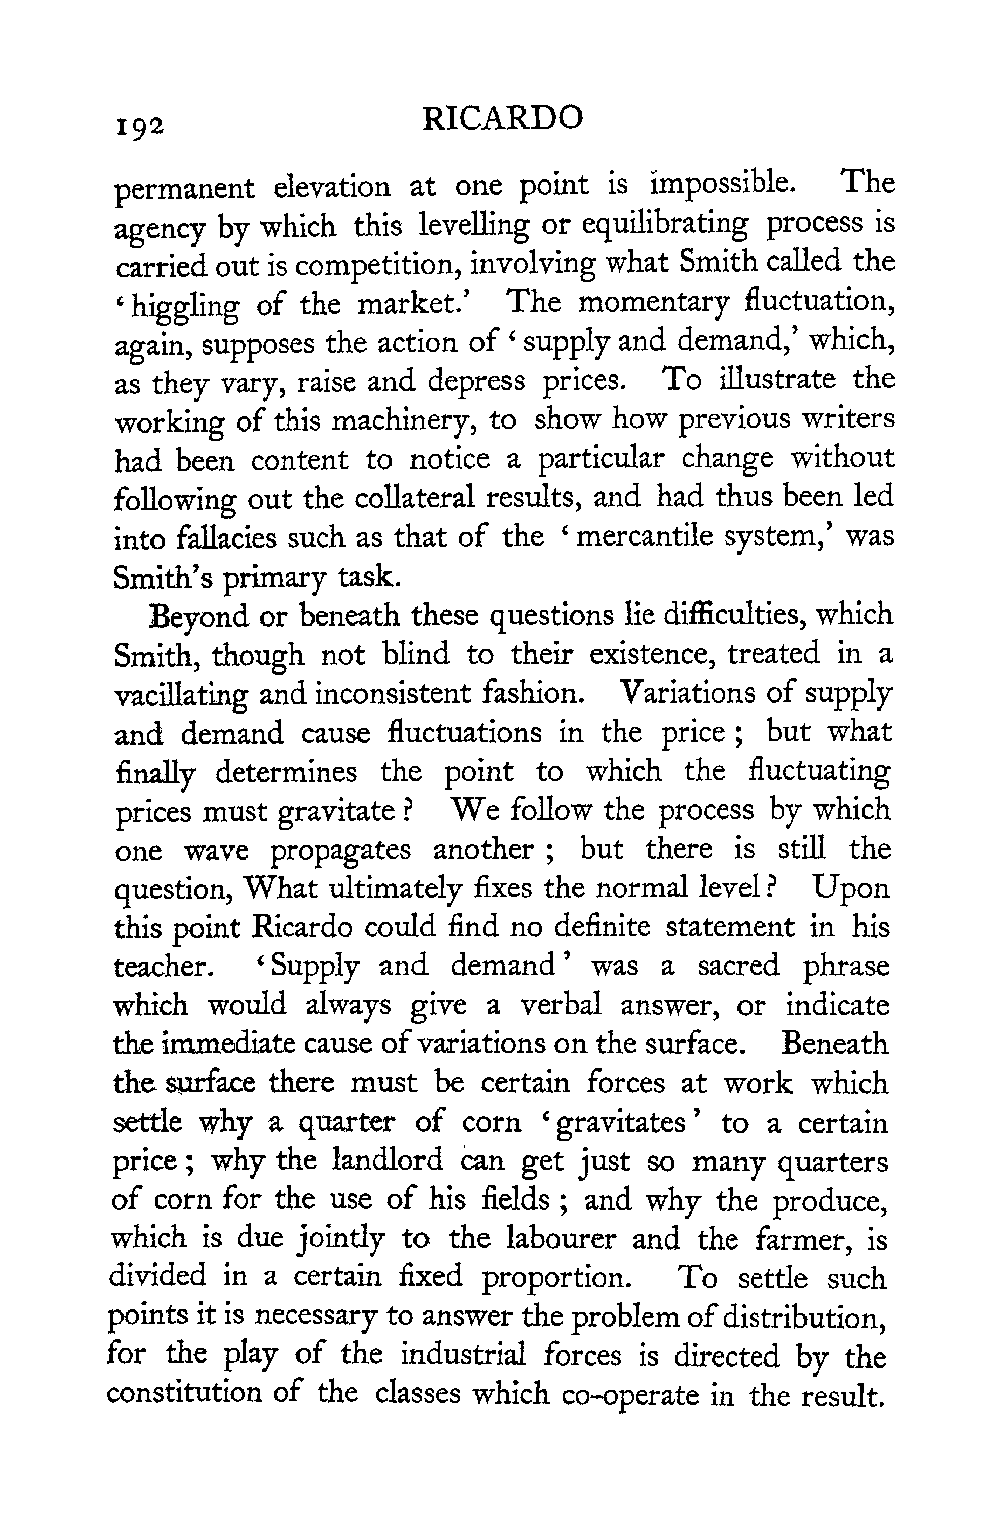 192 RICARDO
permanent elevation at one point is impossible. The
agency by which this levelling or equilibrating process is
carried out is competition, involving what Smith called the
‘higgling of the market.’ The momentary fluctuation,
again, supposes the action of ‘supply and demand,’ which,
as they vary, raise and depress prices. To illustrate the
working of this machinery, to show how previous writers
had been content to notice a particular change without
following out the collateral results, and had thus been led
into fallacies such as that of the ‘mercantile system,’ was
Smith’s primary task.
Beyond or beneath these questions lie difficulties, which
Smith, though not blind to their existence, treated in a
vacillating and inconsistent fashion. Variations of supply
and demand cause fluctuations in the price ; but what
finally determines the point to which the fluctuating
prices must gravitate ? We follow the process by which
one wave propagates another ; but there is still the
question, What ultimately fixes the normal level ? Upon
this point Ricardo could find no definite statement in his
teacher. ‘Supply and demand’ was a sacred phrase
which would always give a verbal answer, or indicate
the immediate cause of variations on the surface. Beneath
the surface there must be certain forces at work which
settle why a quarter of corn ‘gravitates’ to a certain
price ; why the landlord can get just so many quarters
of corn for the use of his fields ; and why the produce,
which is due jointly to the labourer and the farmer, is
divided in a certain fixed proportion. To settle such
points it is necessary to answer the problem of distribution,
for the play of the industrial forces is directed by the
constitution of the classes which co-operate in the result.